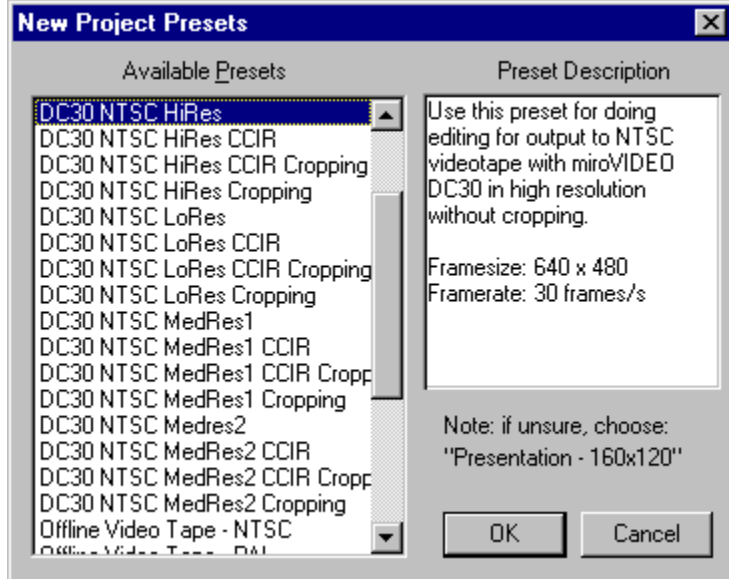 New Project Presets
Available Presets
DC30 NTSC HiRes
DC30 NTSC HiRes CCIR
DC30 NTSC HiRes CCIR Cropping
DC30 NTSC HiRes Cropping
DC30 NTSC LoRes
DC30 NTSC LoRes CCIR
DC30 NTSC LoRes CCIR Cropping
DC30 NTSC LoRes Cropping
DC30 NTSC MedRes1
DC30 NTSC MedRes1 CCIR
DC30 NTSC MedRes1 CCIR Cropp
DC30 NTSC MedRes1 Cropping
DC30 NTSC Medres2
DC30 NTSC MedRes2 CCIR
DC30 NTSC MedRes2 CCIR Cropp
DC30 NTSC MedRes2 Cropping
Offline Video Tape - NTSC
Offline Video Tape - PAL
Preset Description
Use this preset for doing
editing for output to NTSC
videotape with miroVIDEO
DC30 in high resolution
without cropping.
Framesize: 640 x 480
Framerate: 30 frames/s
Note: if unsure, choose:
"Presentation - 160x120"
OK
Cancel